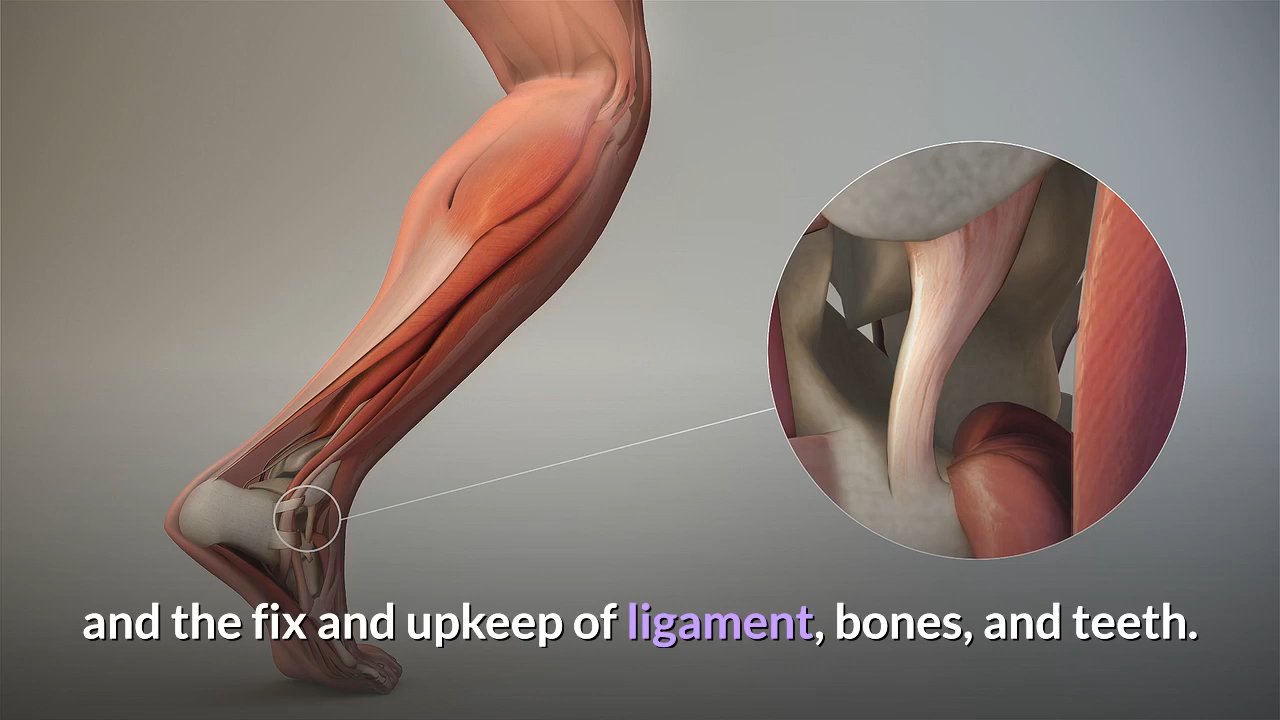 and the fix and upkeep of ligament, bones, and teeth.